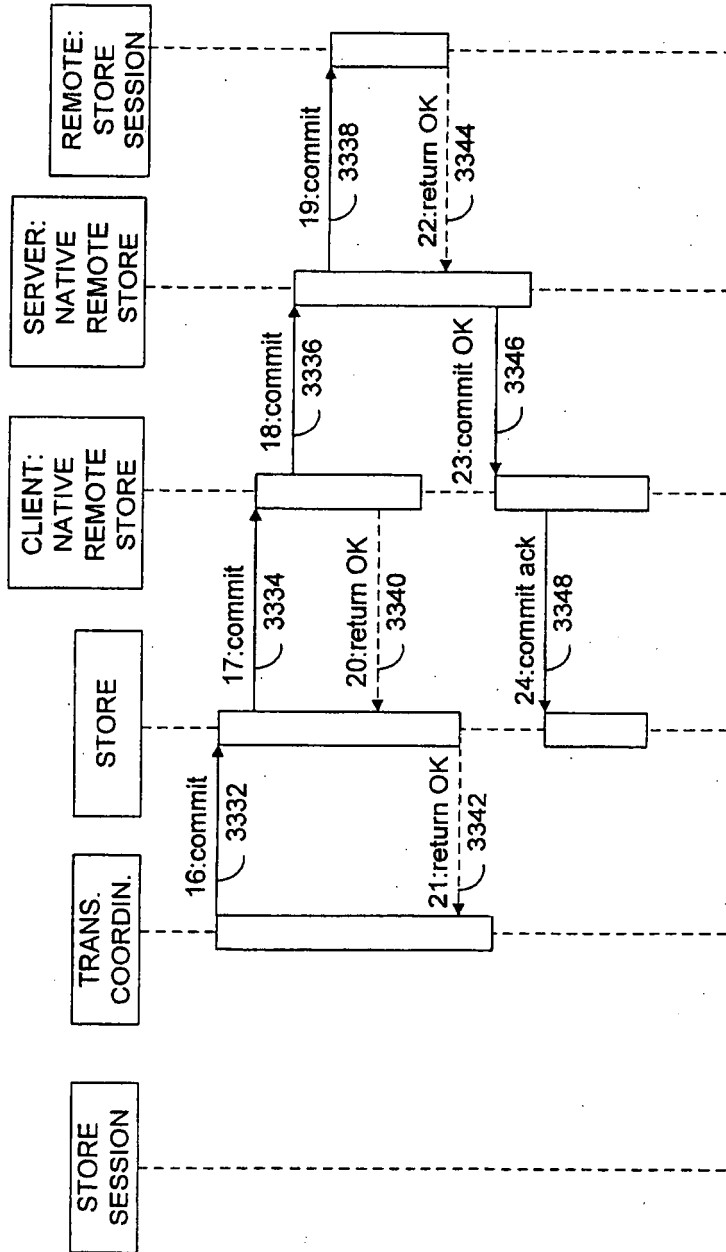 STORE
SESSION
TRANS.
COORDIN.
STORE
CLIENT:
NATIVE
REMOTE
STORE
SERVER:
NATIVE
REMOTE
STORE
REMOTE:
STORE
SESSION
16:commit
3332
17:commit
3334
18:commit
3336
19:commit
3338
20:return OK
3340
21:return OK
3342
22:return OK
3344
23:commit OK
3346
24:commit ack
3348